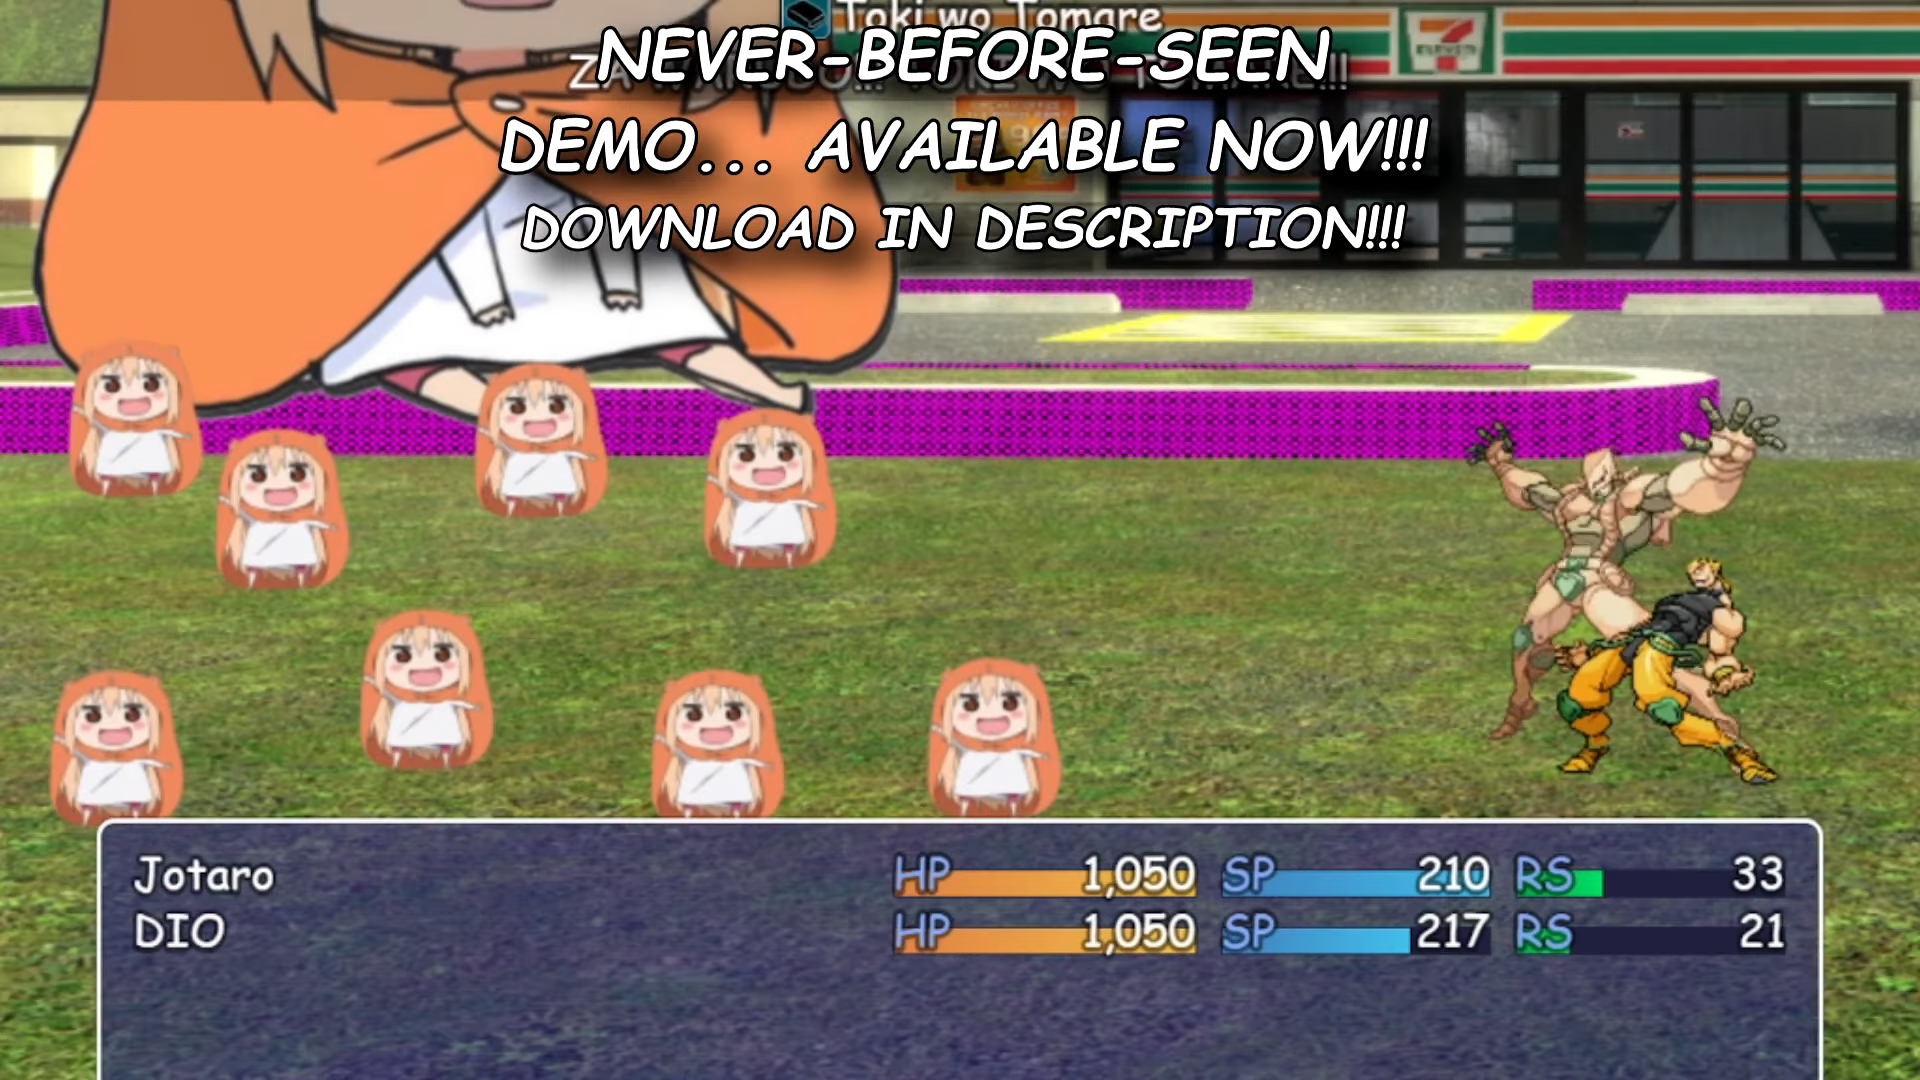 Toki wo Tomare
NEVER-BEFORE-SEEN
DEMO... AVAILABLE NOW!!!
DOWNLOAD IN DESCRIPTION!!!
ELEVEN
Jotaro HP 1,050 SP 210 RS 33
DIO HP 1,050 SP 217 RS 21